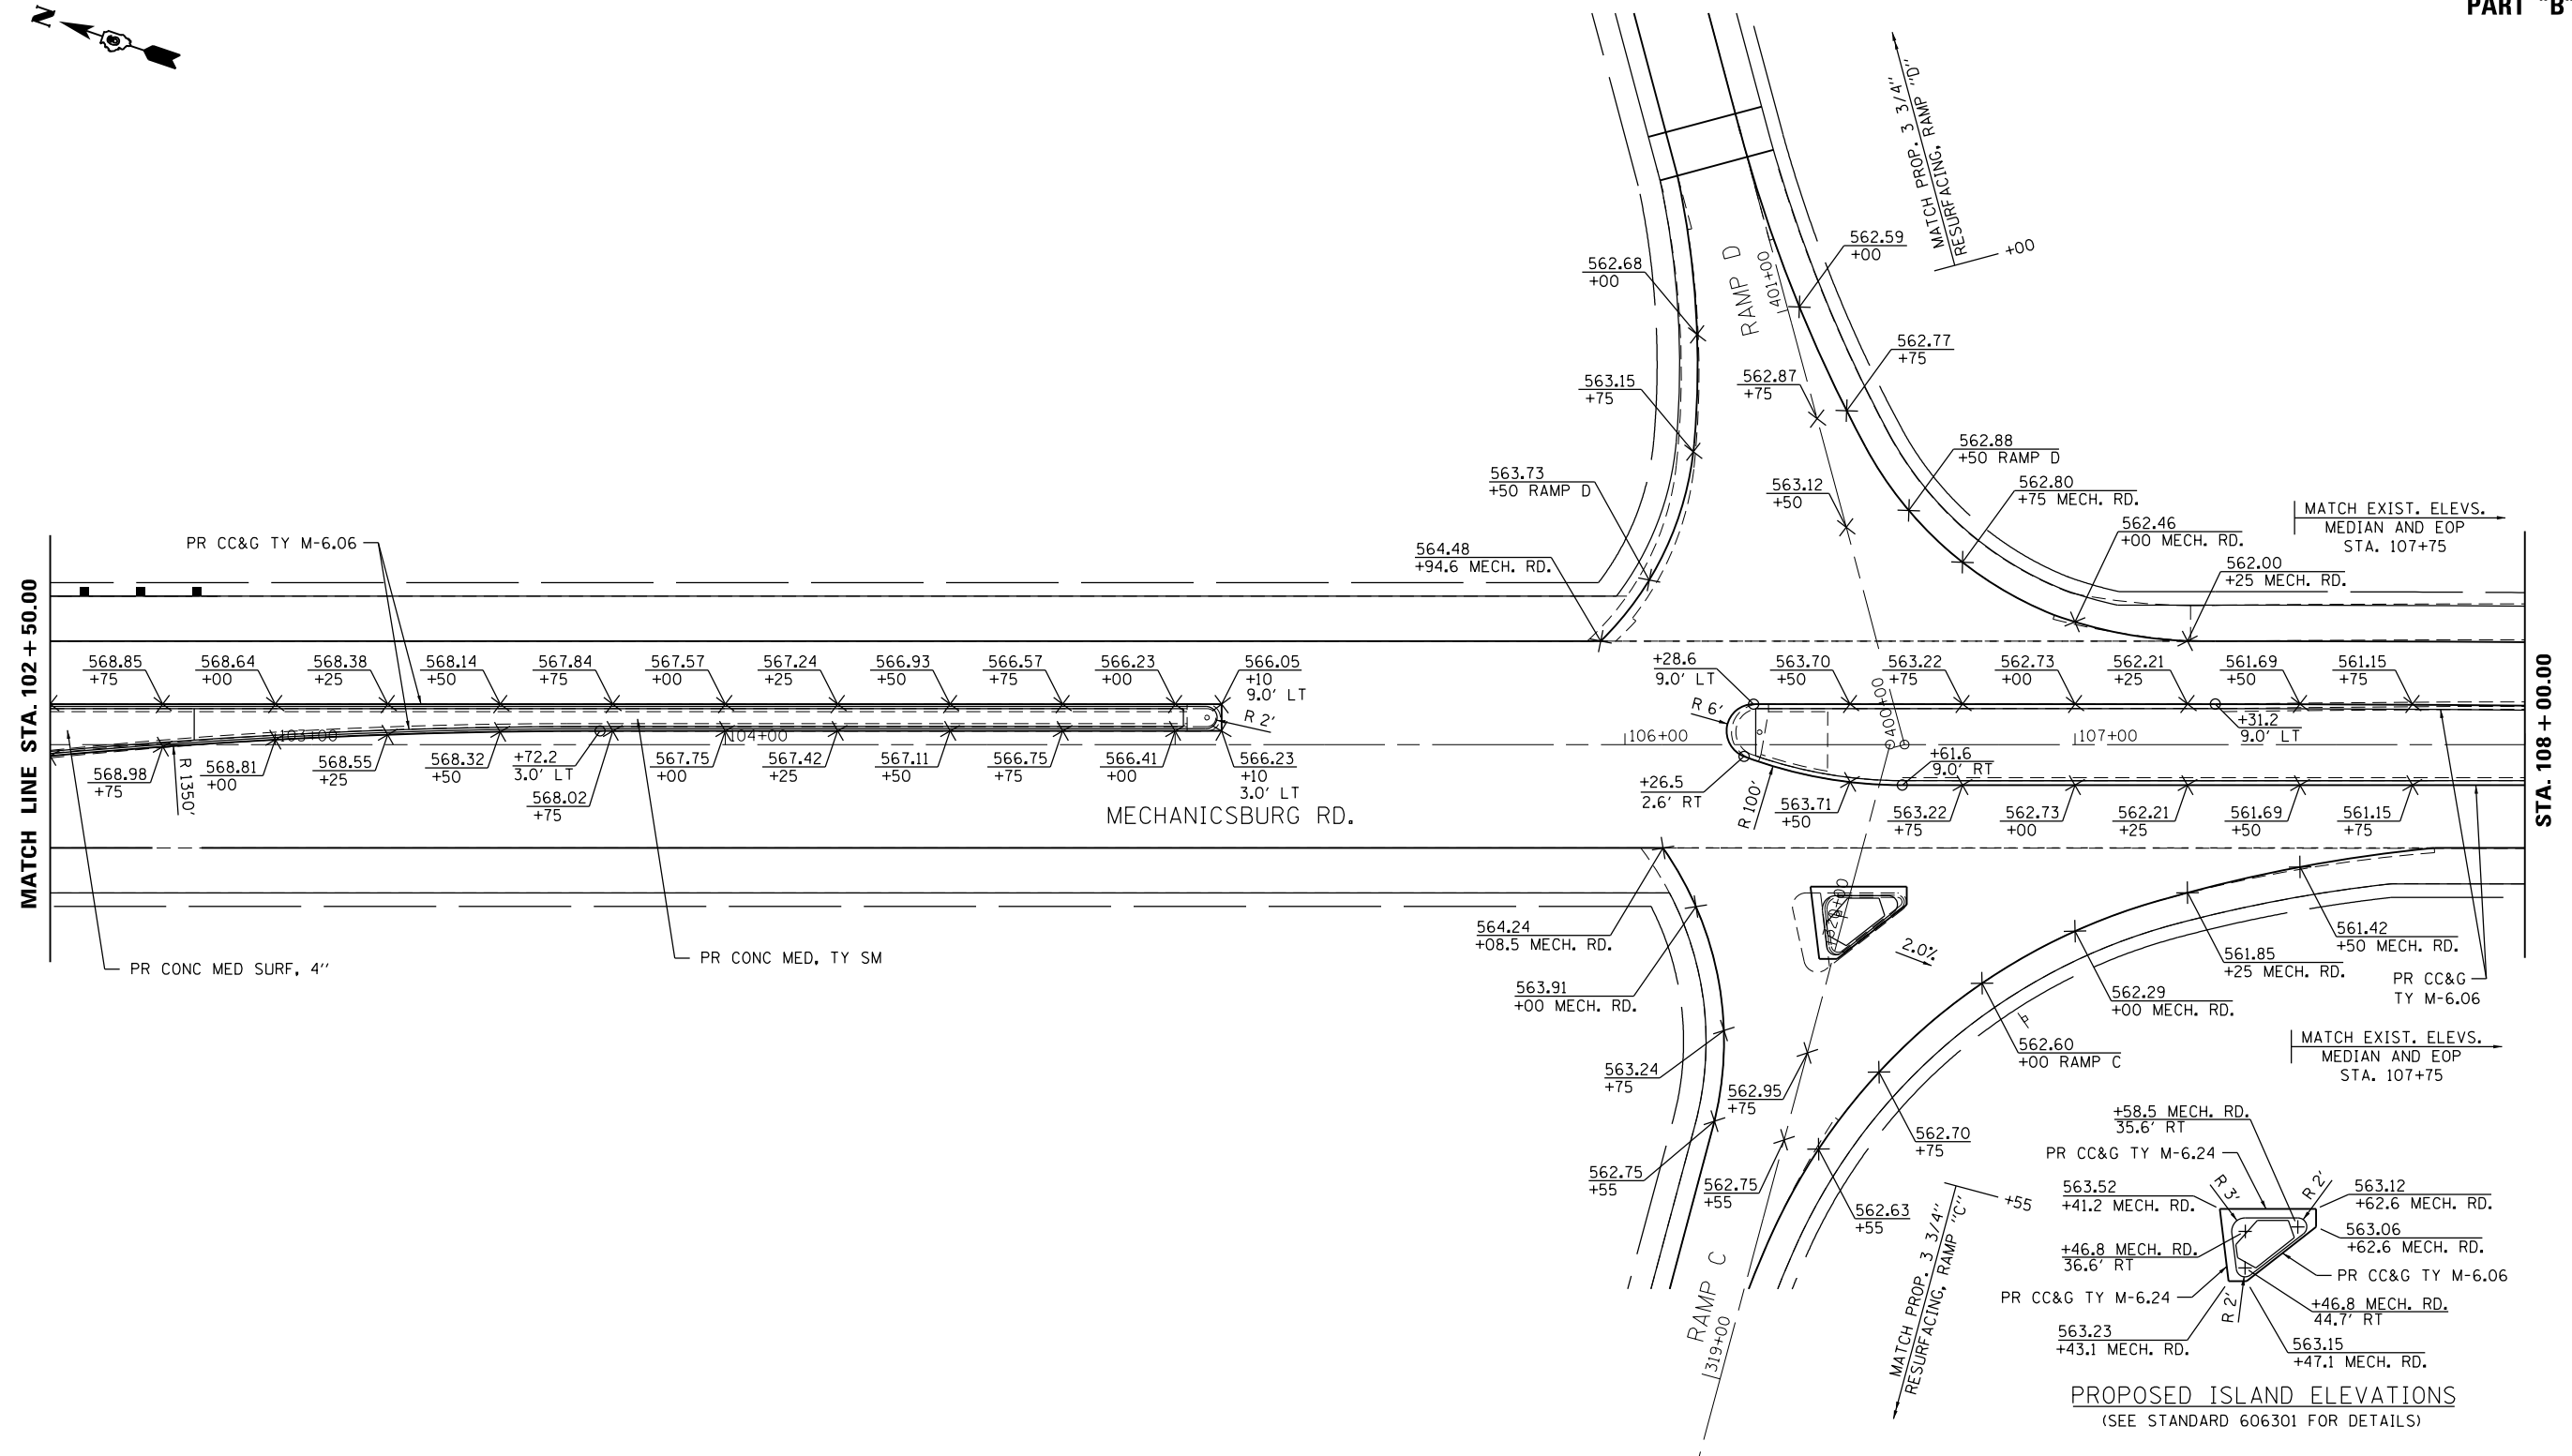 PART "B"
N
MATCH PROP. 3 3/4"
RESURFACING, RAMP "D"
+00
562.59
+00
562.68
+00
RAMP D
401+00
562.77
+75
563.15
+75
562.87
+75
562.88
+50 RAMP D
563.73
+50 RAMP D
563.12
+50
562.80
+75 MECH. RD.
562.46
+00 MECH. RD.
MATCH EXIST. ELEVS.
MEDIAN AND EOP
STA. 107+75
PR CC&G TY M-6.06
564.48
+94.6 MECH. RD.
562.00
+25 MECH. RD.
MATCH LINE STA. 102+50.00
STA. 108+00.00
568.85
+75
568.64
+00
568.38
+25
568.14
+50
567.84
+75
567.57
+00
567.24
+25
566.93
+50
566.57
+75
566.23
+00
566.05
+10
9.0' LT
R 2'
+28.6
9.0' LT
R 6'
563.70
+50
563.22
+75
562.73
+00
562.21
+25
561.69
+50
561.15
+75
400+00
+31.2
9.0' LT
103+00
104+00
106+00
107+00
568.98
+75
R 1350'
568.81
+00
568.55
+25
568.32
+50
+72.2
3.0' LT
568.02
+75
567.75
+00
567.42
+25
567.11
+50
566.75
+75
566.41
+00
566.23
+10
3.0' LT
+26.5
2.6' RT
R 100'
563.71
+50
+61.6
9.0' RT
563.22
+75
562.73
+00
562.21
+25
561.69
+50
561.15
+75
MECHANICSBURG RD.
PR CONC MED SURF, 4"
PR CONC MED, TY SM
320+00
2.0%
564.24
+08.5 MECH. RD.
563.91
+00 MECH. RD.
563.24
+75
562.95
+75
562.75
+55
562.75
+55
561.42
+50 MECH. RD.
561.85
+25 MECH. RD.
PR CC&G
TY M-6.06
562.29
+00 MECH. RD.
562.60
+00 RAMP C
MATCH EXIST. ELEVS.
MEDIAN AND EOP
STA. 107+75
562.70
+75
562.63
+55
+55
MATCH PROP. 3 3/4"
RESURFACING, RAMP "C"
RAMP C
319+00
+58.5 MECH. RD.
35.6' RT
PR CC&G TY M-6.24
563.52
+41.2 MECH. RD.
R 3'
R 2'
563.12
+62.6 MECH. RD.
563.06
+62.6 MECH. RD.
+46.8 MECH. RD.
36.6' RT
PR CC&G TY M-6.06
PR CC&G TY M-6.24
R 2'
+46.8 MECH. RD.
44.7' RT
563.23
+43.1 MECH. RD.
563.15
+47.1 MECH. RD.
PROPOSED ISLAND ELEVATIONS
(SEE STANDARD 606301 FOR DETAILS)